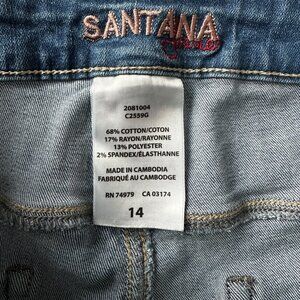 SANTANA
2081004
C2559G
68% COTTON/COTON
17% RAYON/RAYONNE
13% POLYESTER
2% SPANDEX/ÉLASTHANNE
MADE IN CAMBODIA
FABRIQUÉ AU CAMBODGE
RN 74979 CA 03174
14